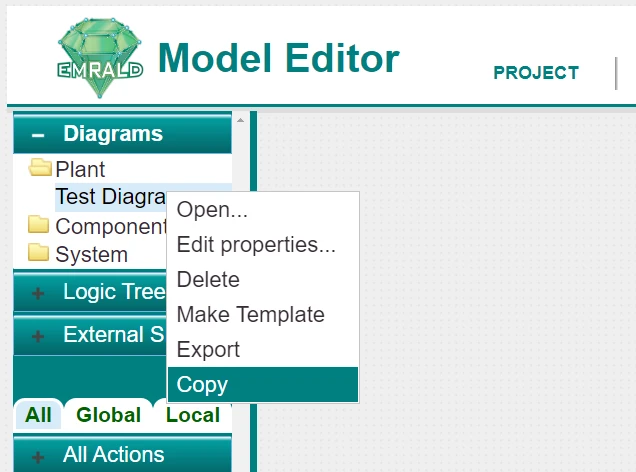 EMRALD
Model Editor
PROJECT
Diagrams
Plant
Test Diagra
Component
System
Logic Tree
External S
Open...
Edit properties...
Delete
Make Template
Export
Copy
All Global Local
All Actions